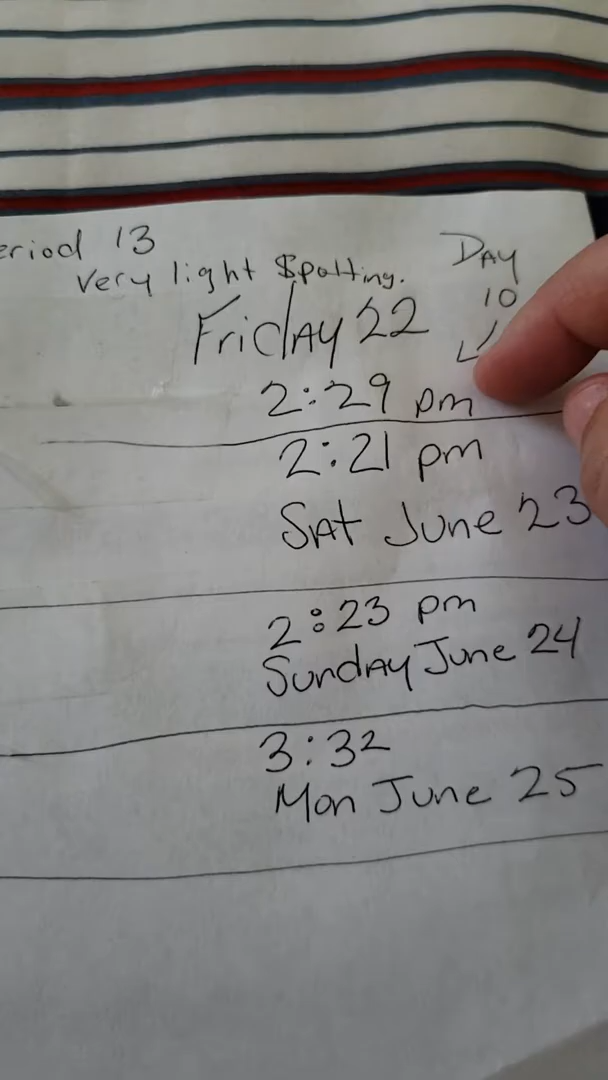 eriod 13
Very light Spotting.
DAY
10
Friday 22
2:29 pm
2:21 pm
SAt June 23
2:23 pm
Sunday June 24
3:32
Mon June 25